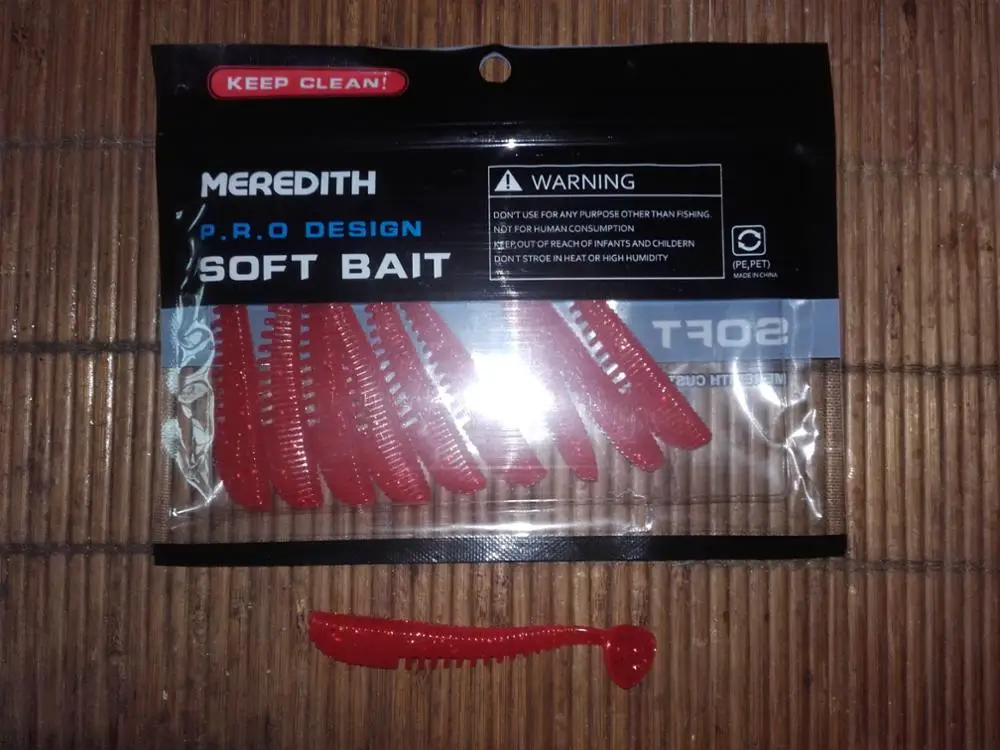 KEEP CLEAN!
MEREDITH
P.R.O DESIGN
SOFT BAIT
WARNING
DON'T USE FOR ANY PURPOSE OTHER THAN FISHING.
NOT FOR HUMAN CONSUMPTION
KEEP,OUT OF REACH OF INFANTS AND CHILDERN
DON'T STROE IN HEAT OR HIGH HUMIDITY
(PE,PET)
MADE IN CHINA
SOFT
MEREDITH